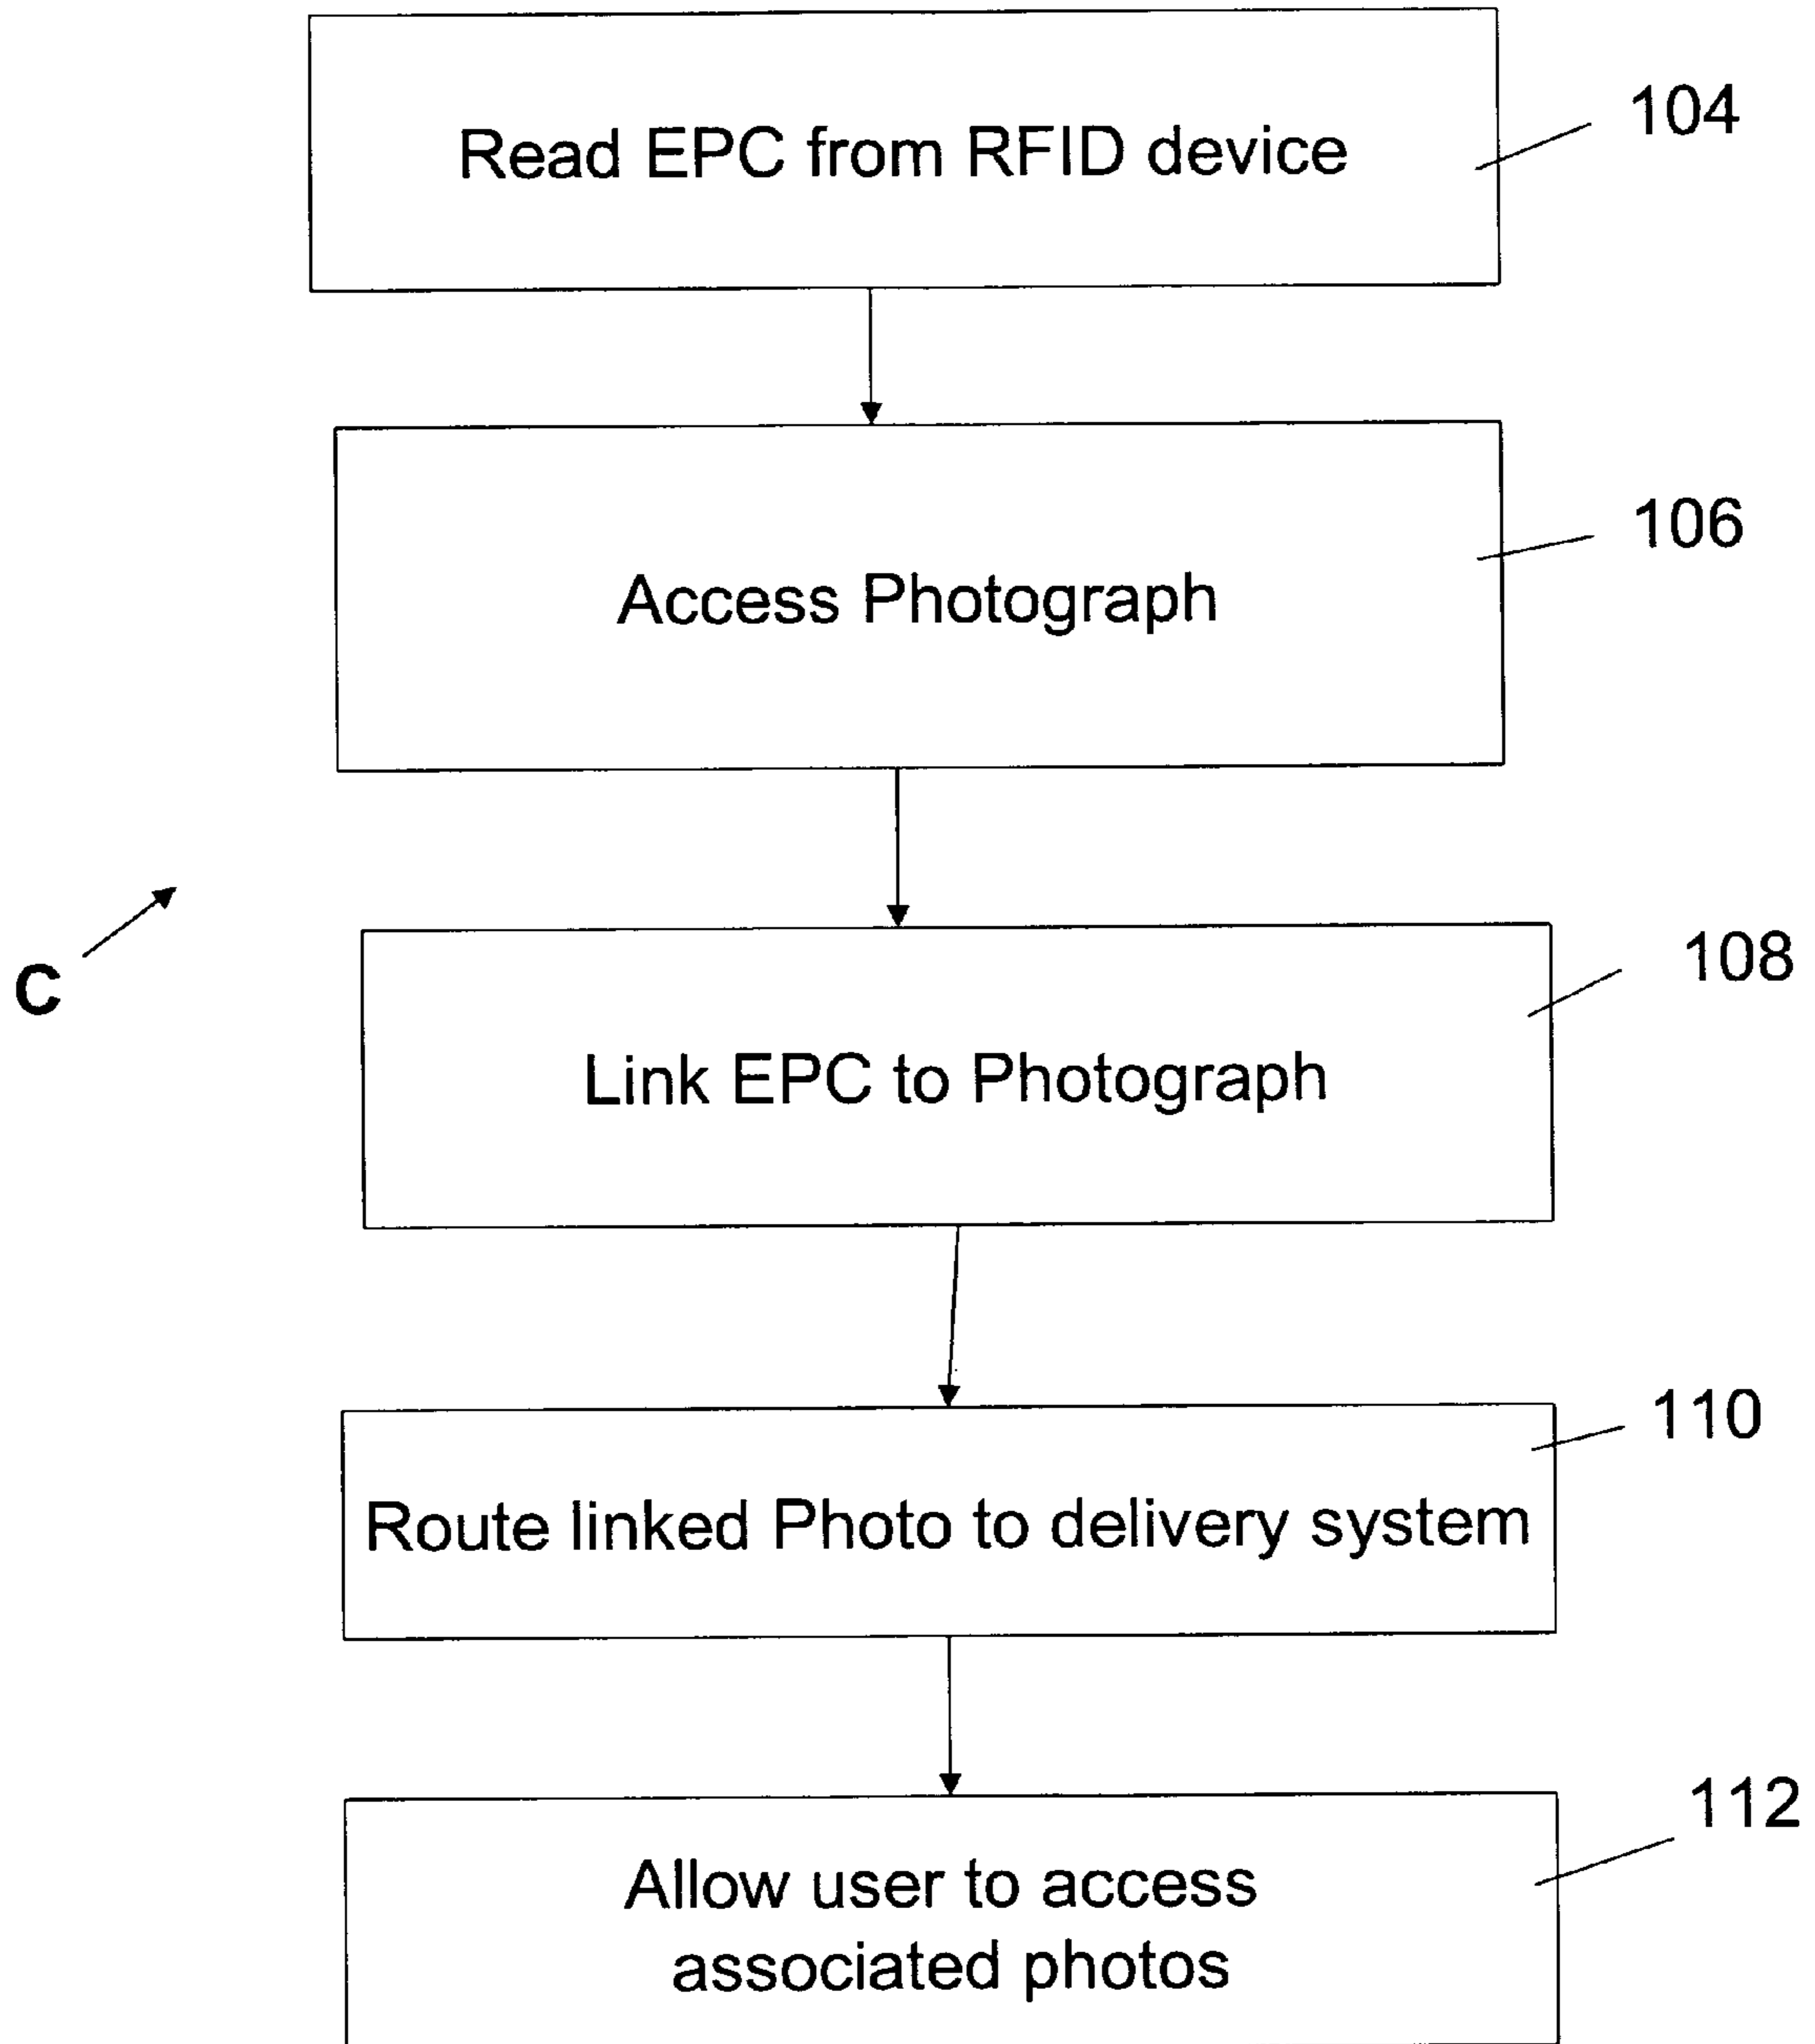 Read EPC from RFID device
104
Access Photograph
106
C
Link EPC to Photograph
108
Route linked Photo to delivery system
110
Allow user to access
associated photos
112